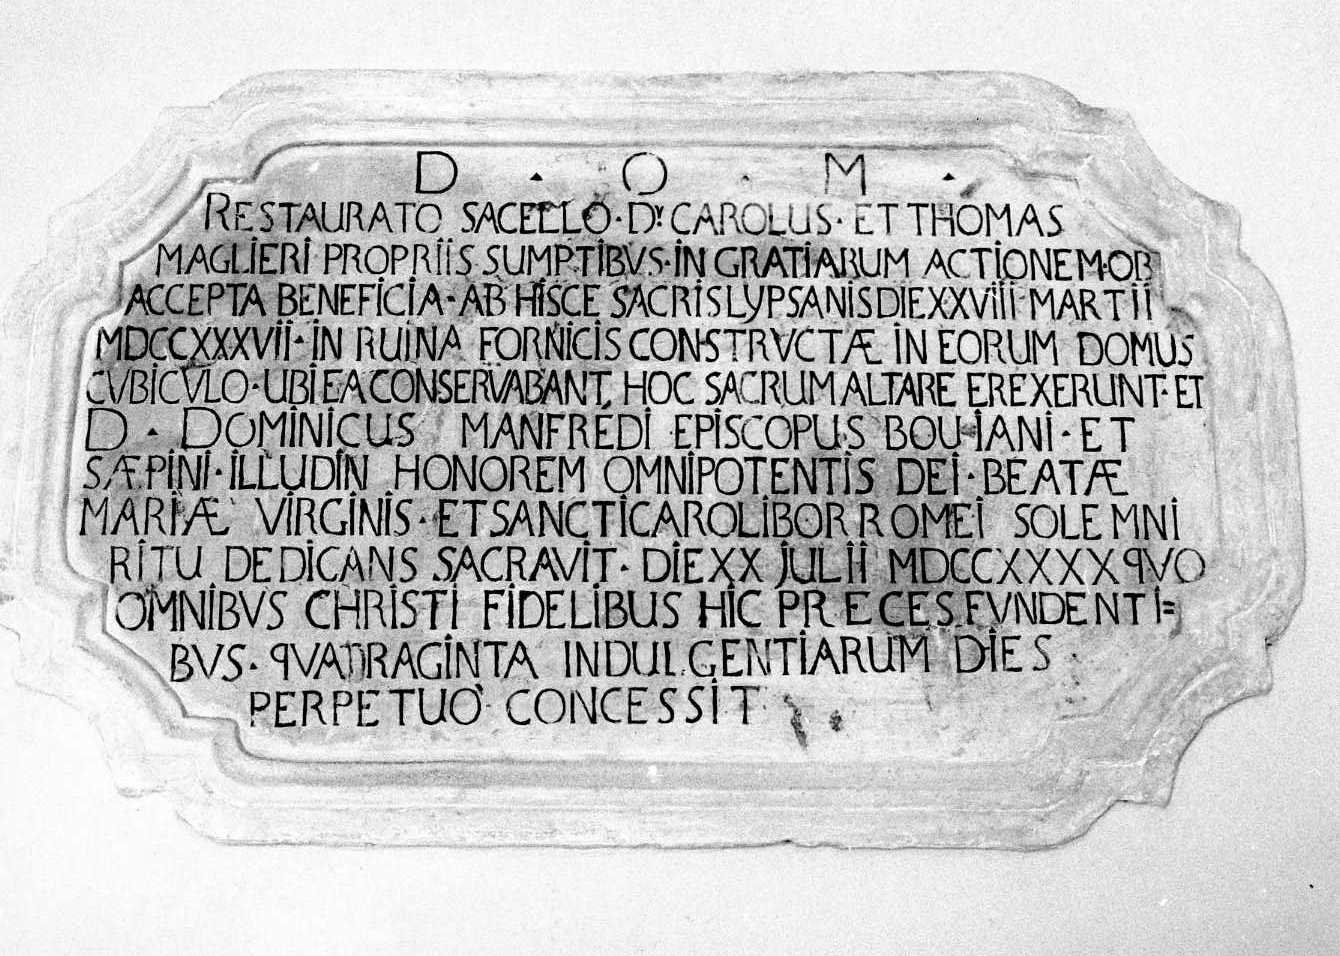 D · O · M ·
RESTAURATO SACELLO · Dẏ CAROLUS · ET THOMAS
MAGLIERI PROPRIIS SUMPTIBVS · IN GRATIARUM ACTIONEM · OB
ACCEPTA BENEFICIA · AB HISCE SACRIS LYPSANIS DIE XXVIII MARTII
MDCCXXXVII · IN RUINA FORNICIS CONSTRVCTÆ IN EORUM DOMUS
CVBICVLO · UBI EA CONSERVABANT, HOC SACRUM ALTARE EREXERUNT · ET
D · DOMINICUS MANFREDI EPISCOPUS BOUIANI · ET
SÆPINI · ILLUD IN HONOREM OMNIPOTENTIS DEI · BEATÆ
MARIÆ VIRGINIS · ET SANCTI CAROLI BORROMEI SOLEMNI
RITU DEDICANS SACRAVIT · DIE XX JULII MDCCXXXX QVO
OMNIBVS CHRISTI FIDELIBUS HIC PRECES FVNDENTI=
BVS · QVADRAGINTA INDULGENTIARUM DIES
PERPETUO CONCESSIT